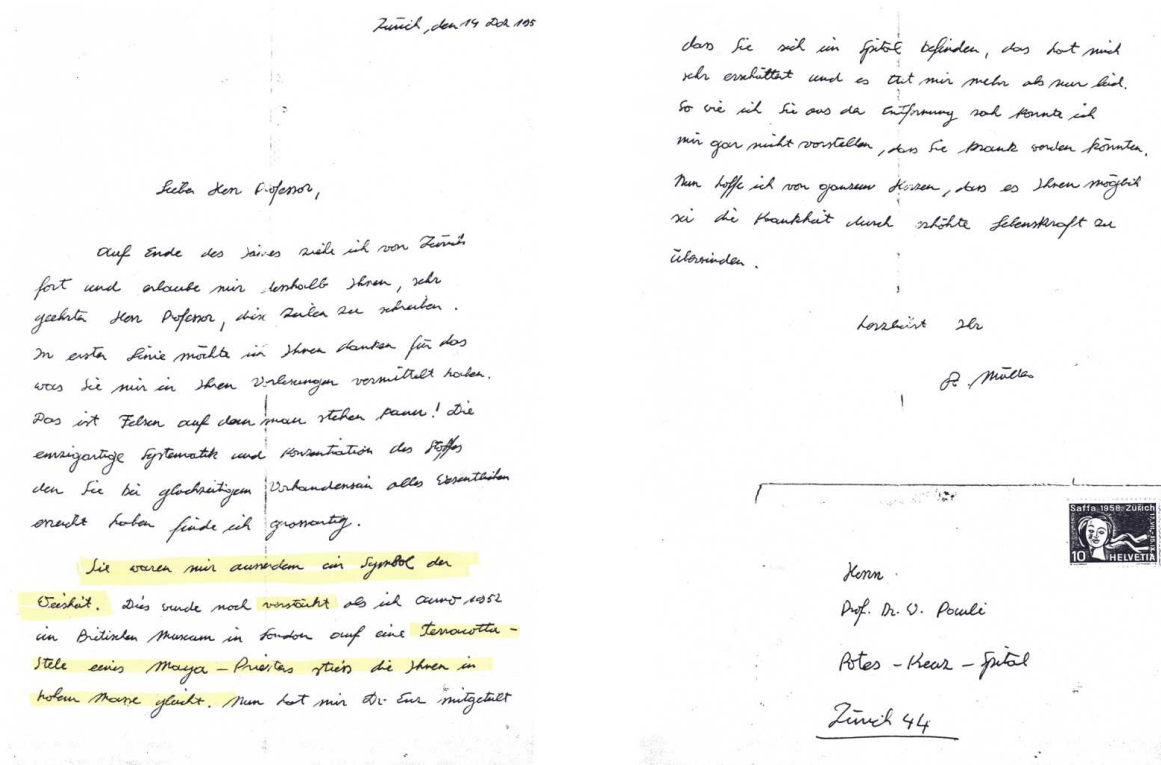 Zürich, den 14 Dez 195
Lieber Herr Professor,
Auf Ende des Jahres ziehe ich von Zürich
fort und erlaube mir deshalb Ihnen, sehr
geehrter Herr Professor, diese Zeilen zu schreiben.
In erster Linie möchte ich Ihnen danken für das
was Sie mir in Ihren Vorlesungen vermittelt haben.
Das ist Felsen auf dem man stehen kann! Die
einzigartige Systematik und Konzentration des Stoffes
den Sie bei gleichzeitigem Vorhandensein alles Wesentlichen
erreicht haben finde ich grossartig.
Sie waren mir ausserdem ein Symbol der
Weisheit. Dies wurde noch verstärkt als ich anno 1952
im Britischen Museum in London auf eine Terracotta-
Stele eines Maya-Priesters stiess die Ihnen in
hohem Masse gleicht. Nun hat mir Dr. Enz mitgeteilt
dass Sie sich im Spital befinden, das hat mich
sehr erschüttert und es tut mir mehr als nur leid.
So wie ich Sie aus der Entfernung sah konnte ich
mir gar nicht vorstellen, dass Sie krank werden könnten.
Nun hoffe ich von ganzem Herzen, dass es Ihnen möglich
sei die Krankheit durch erhöhte Lebenskraft zu
überwinden.
herzlichst Ihr
Müller
Saffa 1958 Zürich
10 HELVETIA
Herrn
Prof. Dr. W. Pauli
Rotes-Kreuz-Spital
Zürich 44